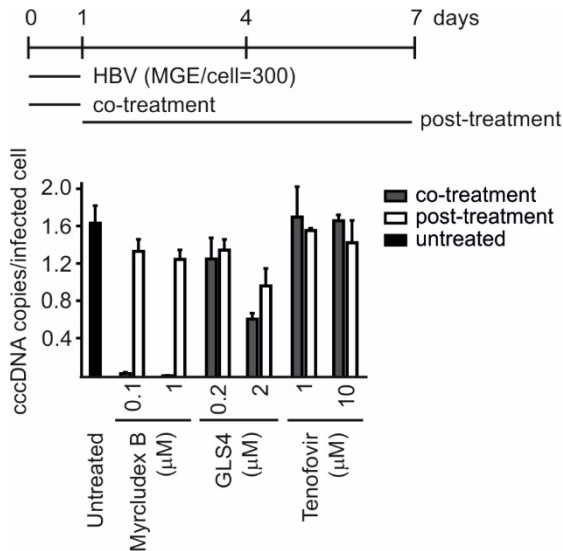 0 1 4 7 days
HBV (MGE/cell=300)
co-treatment
post-treatment
cccDNA copies/infected cell
2.0
1.6
1.2
0.8
0.4
co-treatment
post-treatment
untreated
0.1 1 0.2 2 1 10
Untreated
Myrcludex B
(μM)
GLS4
(μM)
Tenofovir
(μM)